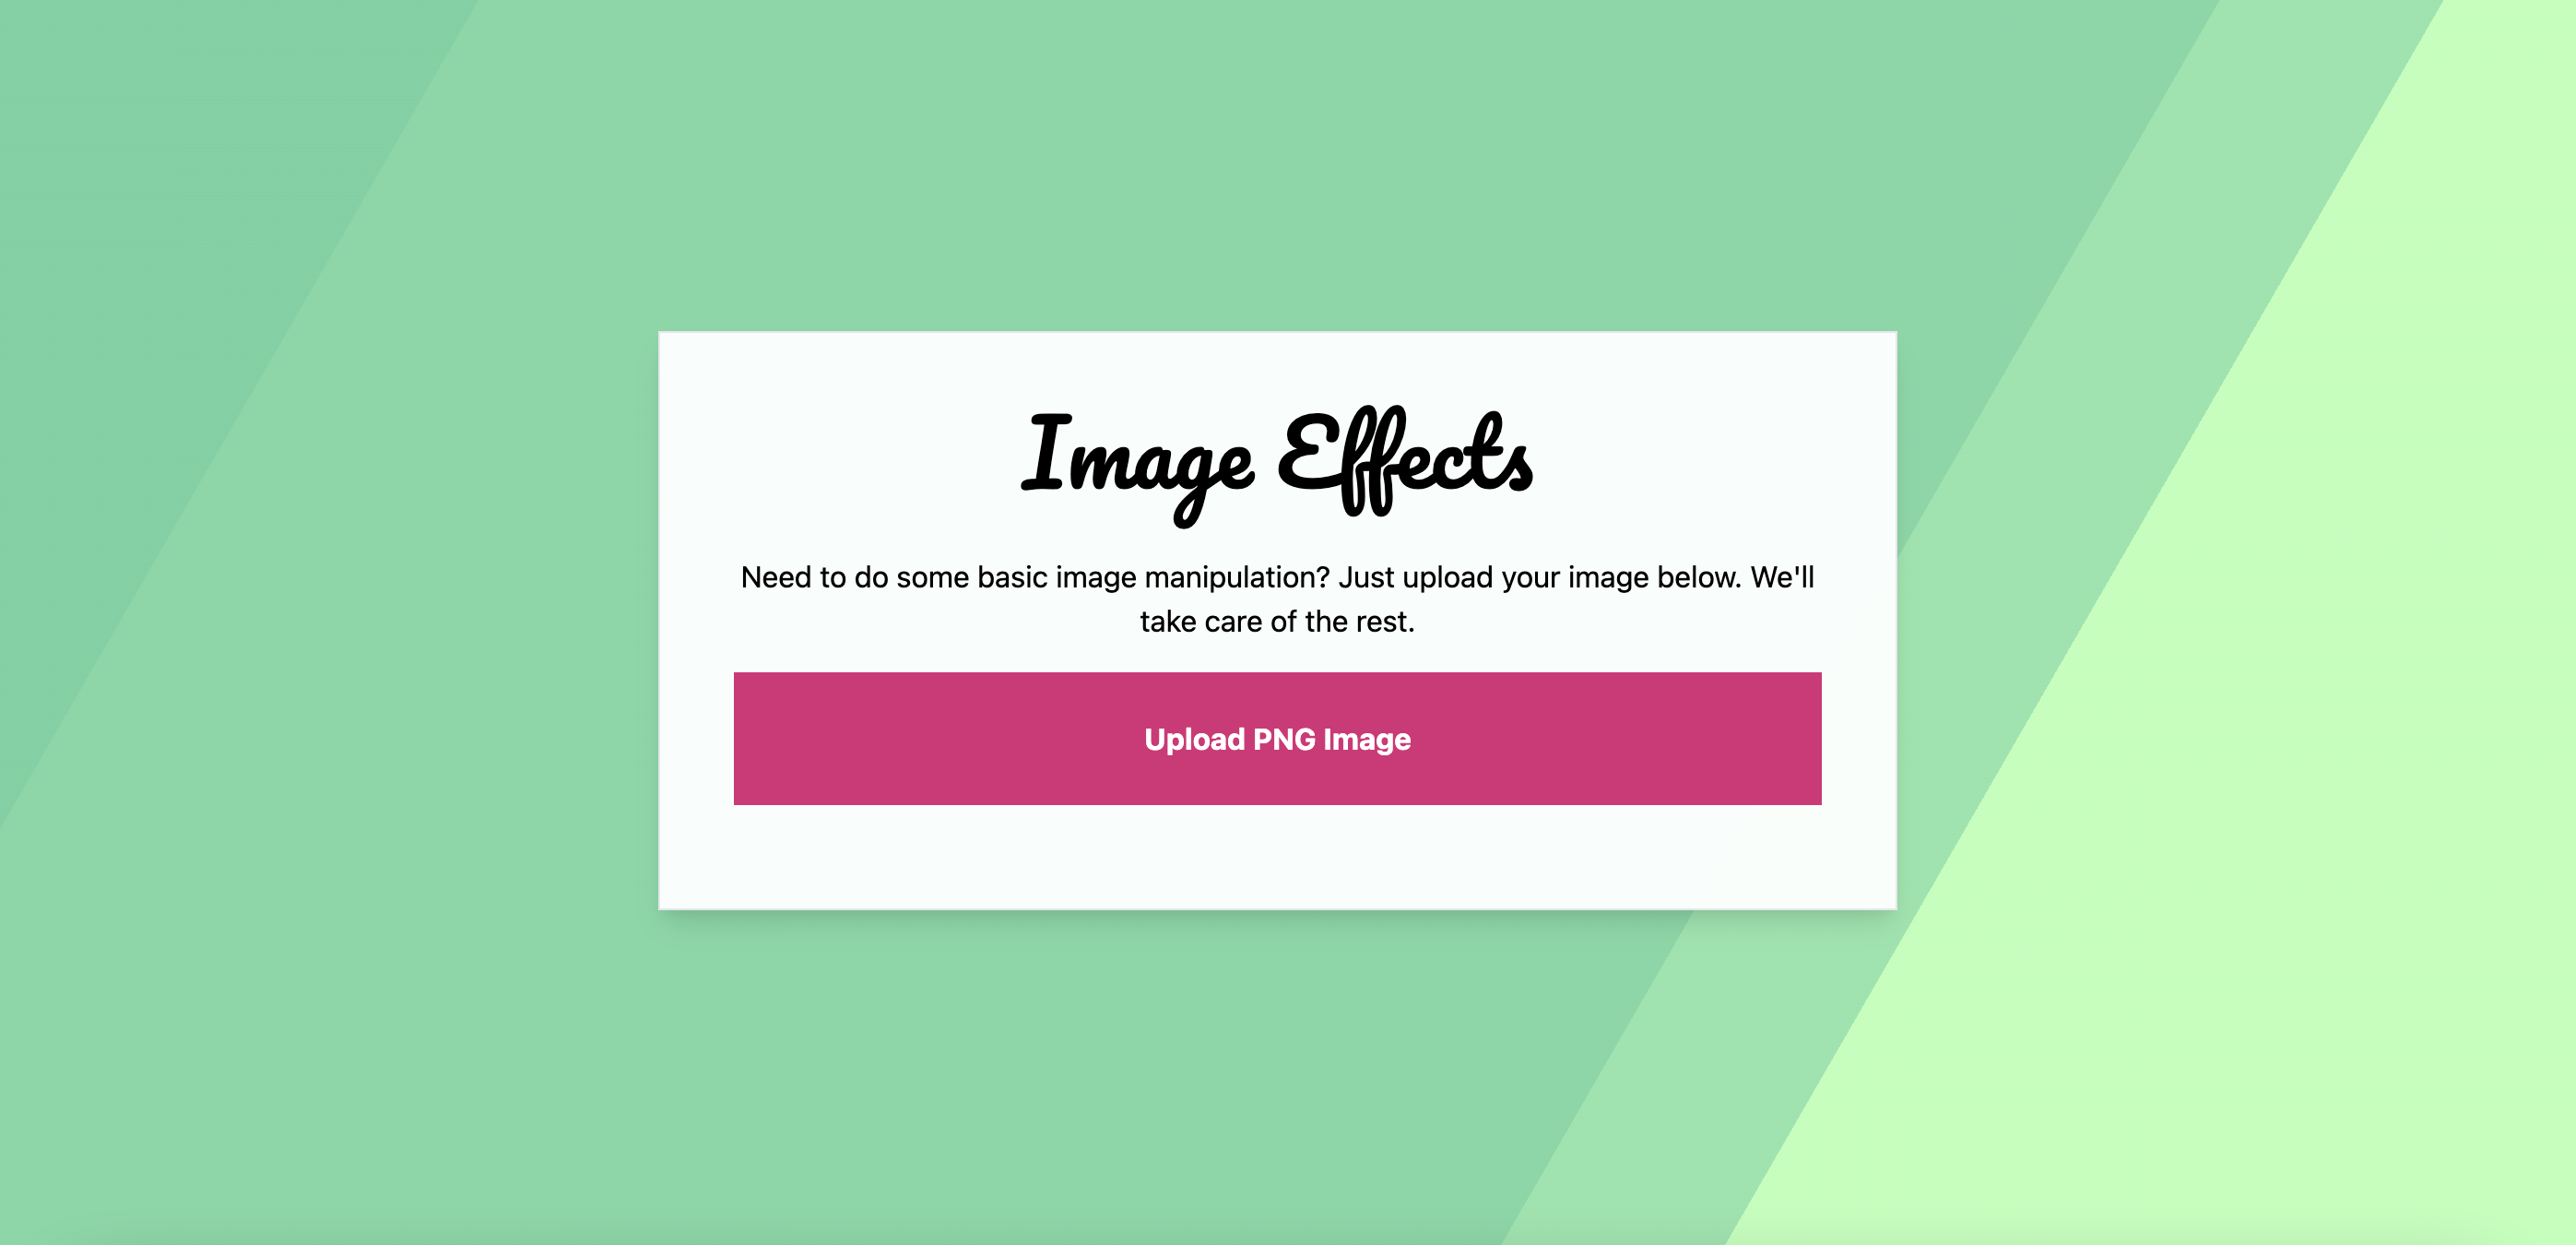 Image Effects
Need to do some basic image manipulation? Just upload your image below. We'll
take care of the rest.
Upload PNG Image